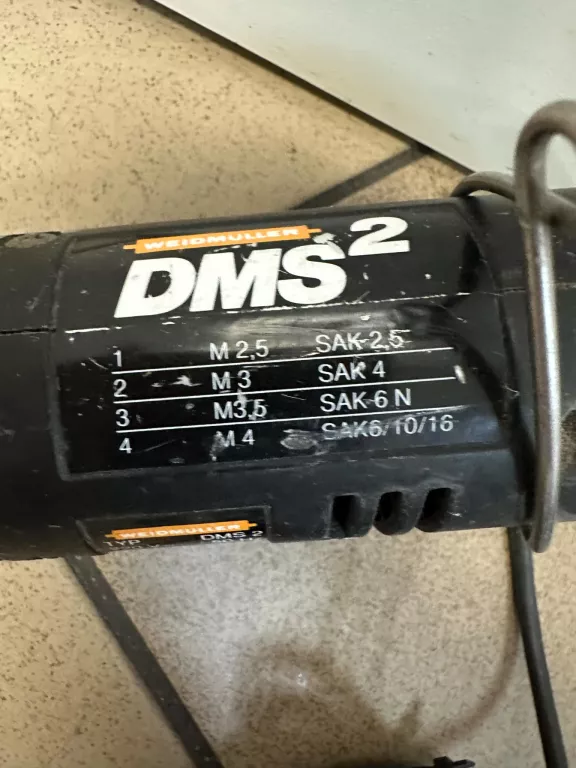 WEIDMULLER
DMS²
1 M 2,5 SAK 2,5
2 M 3 SAK 4
3 M3,5 SAK 6 N
4 M 4 SAK6/10/16
WEIDMULLER
TYP DMS 2